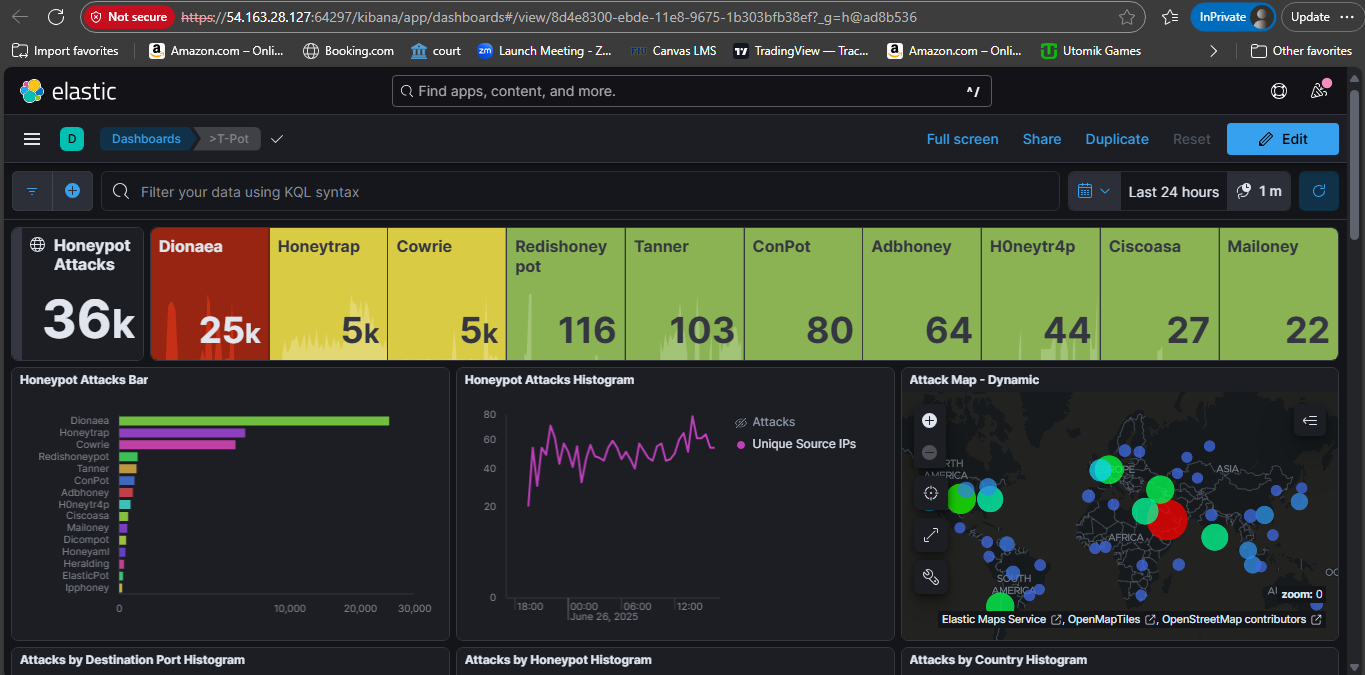 Not secure https://54.163.28.127:64297/kibana/app/dashboards#/view/8d4e8300-ebde-11e8-9675-1b303bfb38ef?_g=h@ad8b536 InPrivate Update
Import favorites Amazon.com – Onli... Booking.com court zm Launch Meeting - Z... FIU Canvas LMS TradingView — Trac... Amazon.com – Onli... Utomik Games Other favorites
elastic Find apps, content, and more. ^/
D Dashboards >T-Pot Full screen Share Duplicate Reset Edit
Filter your data using KQL syntax Last 24 hours 1 m
Honeypot Attacks 36k
Dionaea 25k
Honeytrap 5k
Cowrie 5k
Redishoney
pot 116
Tanner 103
ConPot 80
Adbhoney 64
H0neytr4p 44
Ciscoasa 27
Mailoney 22
Honeypot Attacks Bar
Dionaea
Honeytrap
Cowrie
Redishoneypot
Tanner
ConPot
Adbhoney
H0neytr4p
Ciscoasa
Mailoney
Dicompot
Honeyaml
Heralding
ElasticPot
Ipphoney
0 10,000 20,000 30,000
Honeypot Attacks Histogram
80
60
40
20
0
18:00 00:00 06:00 12:00
June 26, 2025
Attacks
Unique Source IPs
Attack Map - Dynamic
NORTH
AMERICA
EUROPE
ASIA
AFRICA
SOUTH
AMERICA
zoom: 0
Elastic Maps Service , OpenMapTiles , OpenStreetMap contributors
Attacks by Destination Port Histogram
Attacks by Honeypot Histogram
Attacks by Country Histogram